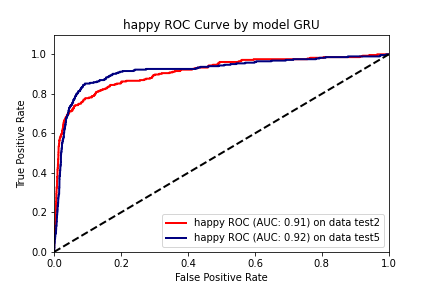 happy ROC Curve by model GRU
True Positive Rate
1.0
0.8
0.6
0.4
0.2
0.0
happy ROC (AUC: 0.91) on data test2
happy ROC (AUC: 0.92) on data test5
0.0 0.2 0.4 0.6 0.8 1.0
False Positive Rate